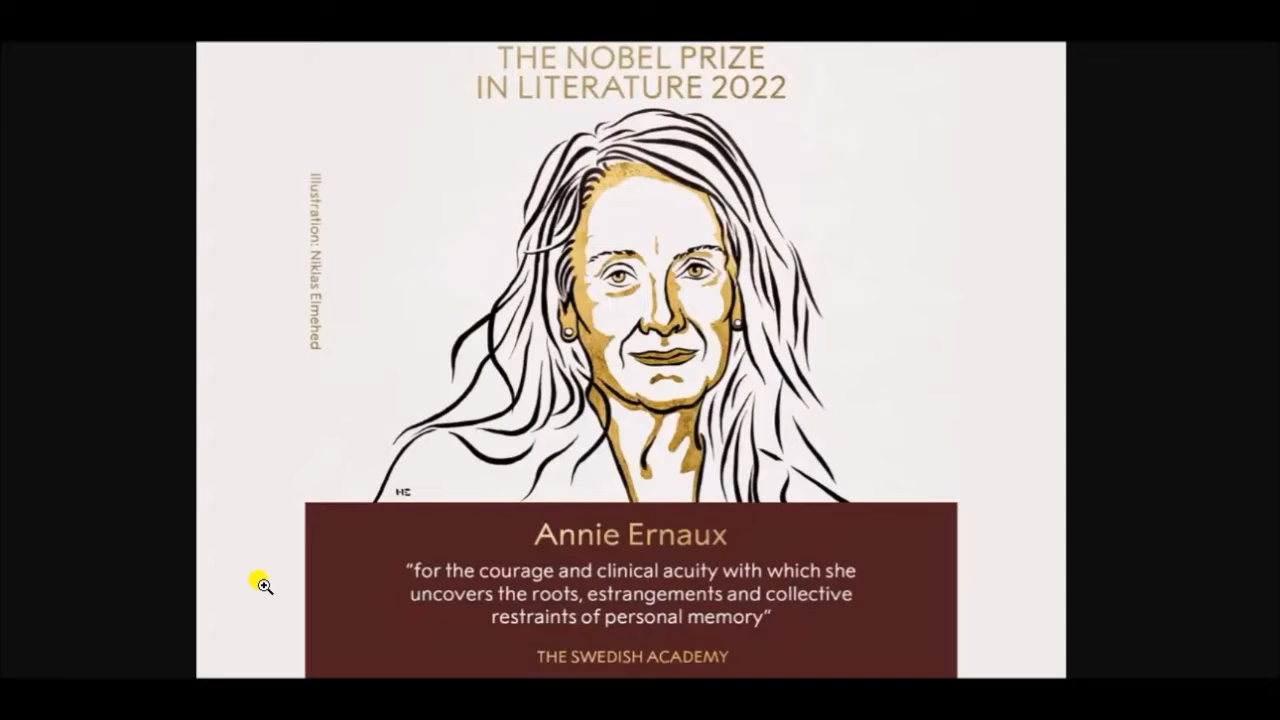 THE NOBEL PRIZE
IN LITERATURE 2022
Illustration: Niklas Elmehed
Annie Ernaux
"for the courage and clinical acuity with which she
uncovers the roots, estrangements and collective
restraints of personal memory"
THE SWEDISH ACADEMY